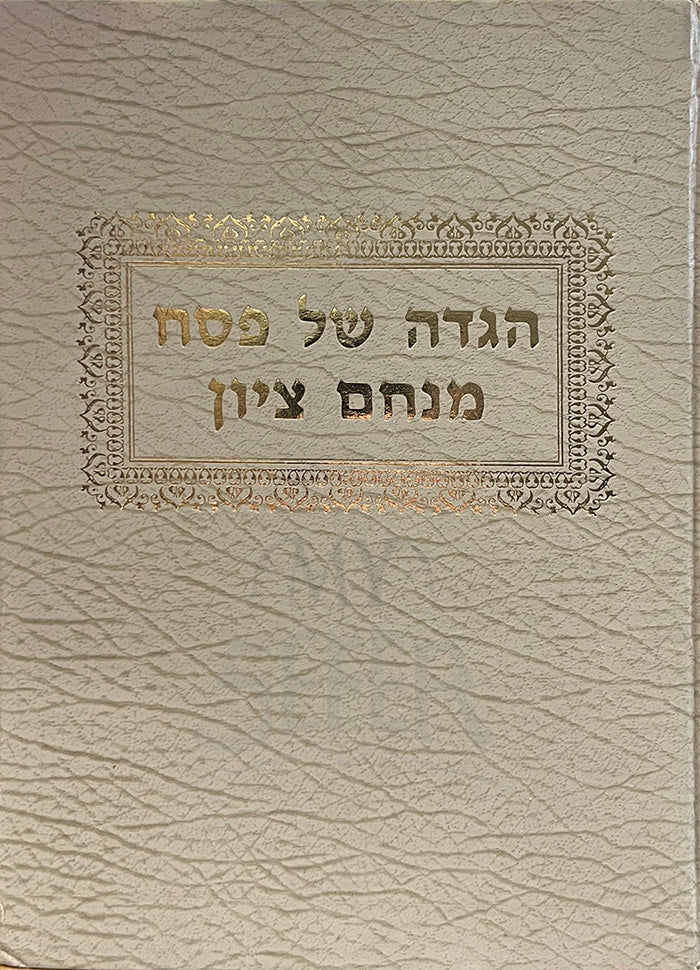 הגדה של פסח
מנחם ציון